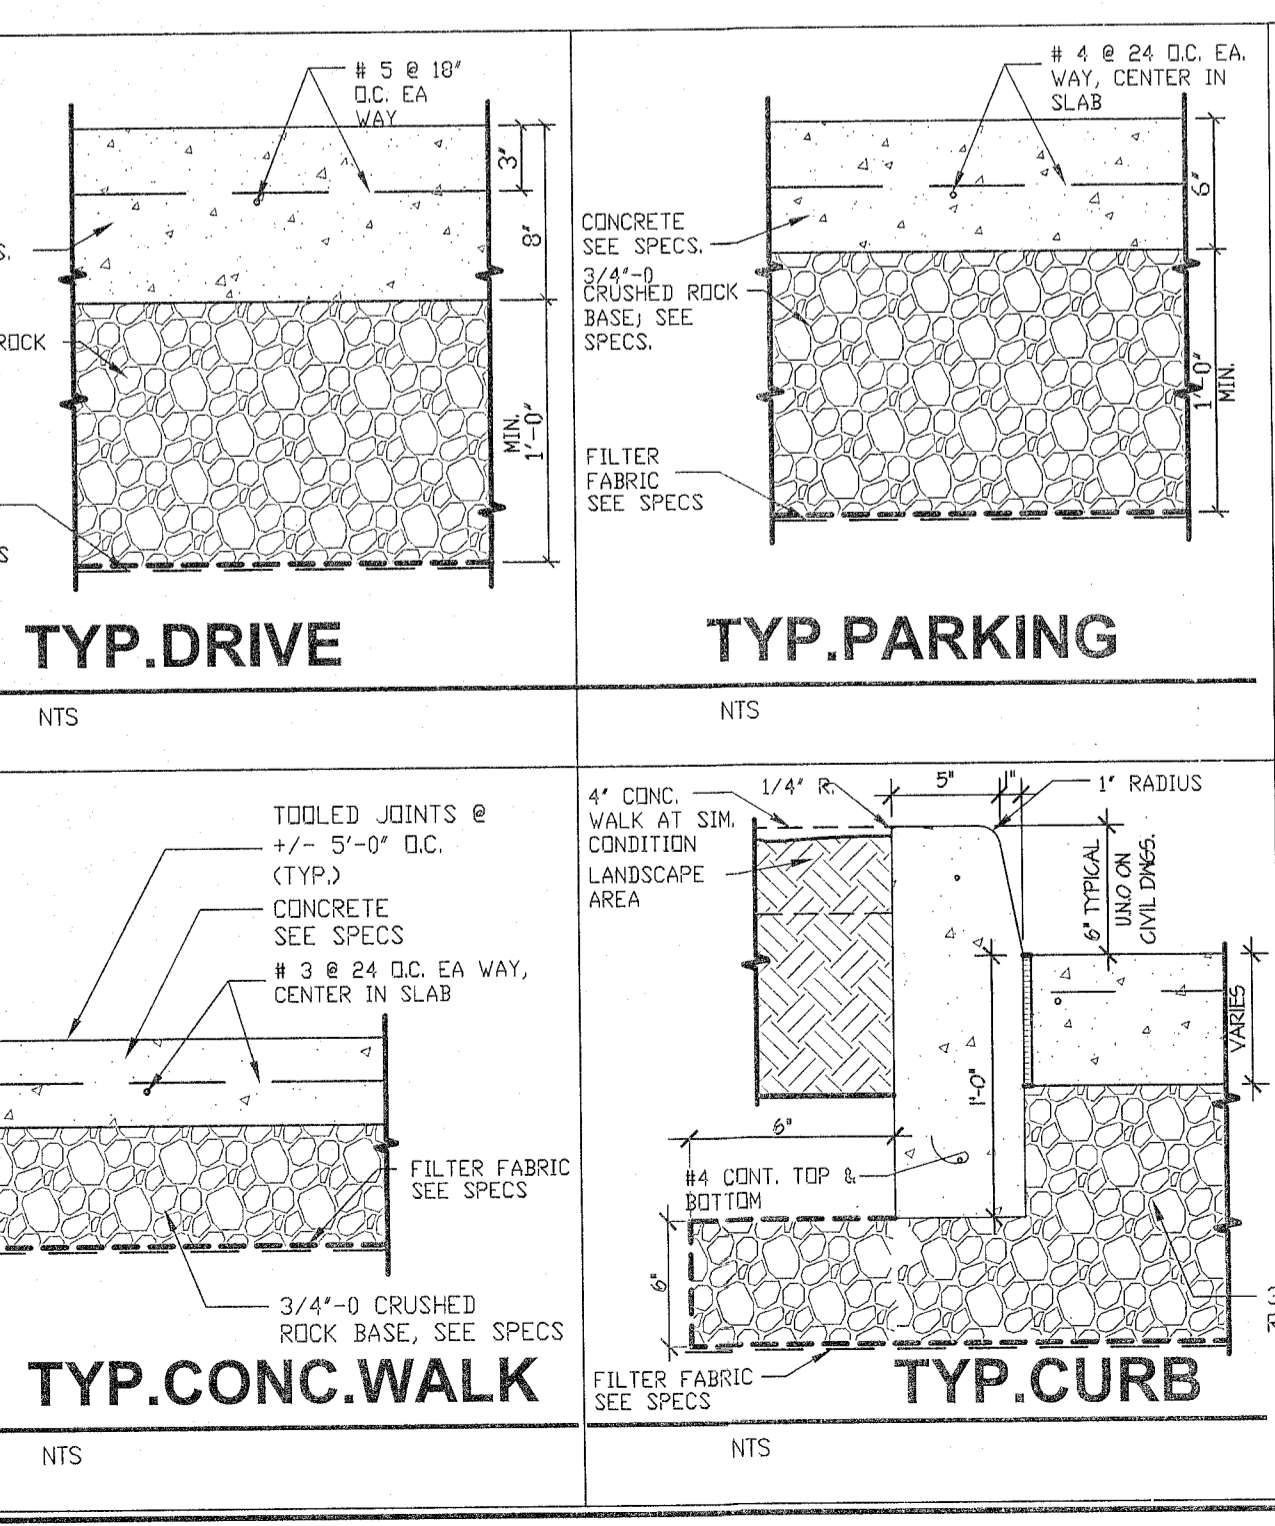 # 5 @ 18"
O.C. EA
WAY
3"
8"
S.
ROCK
MIN.
1'-0"
S
TYP.DRIVE
NTS
# 4 @ 24 O.C. EA.
WAY, CENTER IN
SLAB
6"
CONCRETE
SEE SPECS.
3/4"-0
CRUSHED ROCK
BASE; SEE
SPECS.
1'-0"
MIN.
FILTER
FABRIC
SEE SPECS
TYP.PARKING
NTS
TOOLED JOINTS @
+/- 5'-0" O.C.
(TYP.)
CONCRETE
SEE SPECS
# 3 @ 24 O.C. EA WAY,
CENTER IN SLAB
FILTER FABRIC
SEE SPECS
3/4"-0 CRUSHED
ROCK BASE, SEE SPECS
TYP.CONC.WALK
NTS
4" CONC.
WALK AT SIM.
CONDITION
LANDSCAPE
AREA
1/4" R.
5"
1"
1" RADIUS
6" TYPICAL
U.N.O ON
CIVIL DWGS.
VARIES
1'-0"
6"
#4 CONT. TOP &
BOTTOM
6"
FILTER FABRIC
SEE SPECS
TYP.CURB
NTS